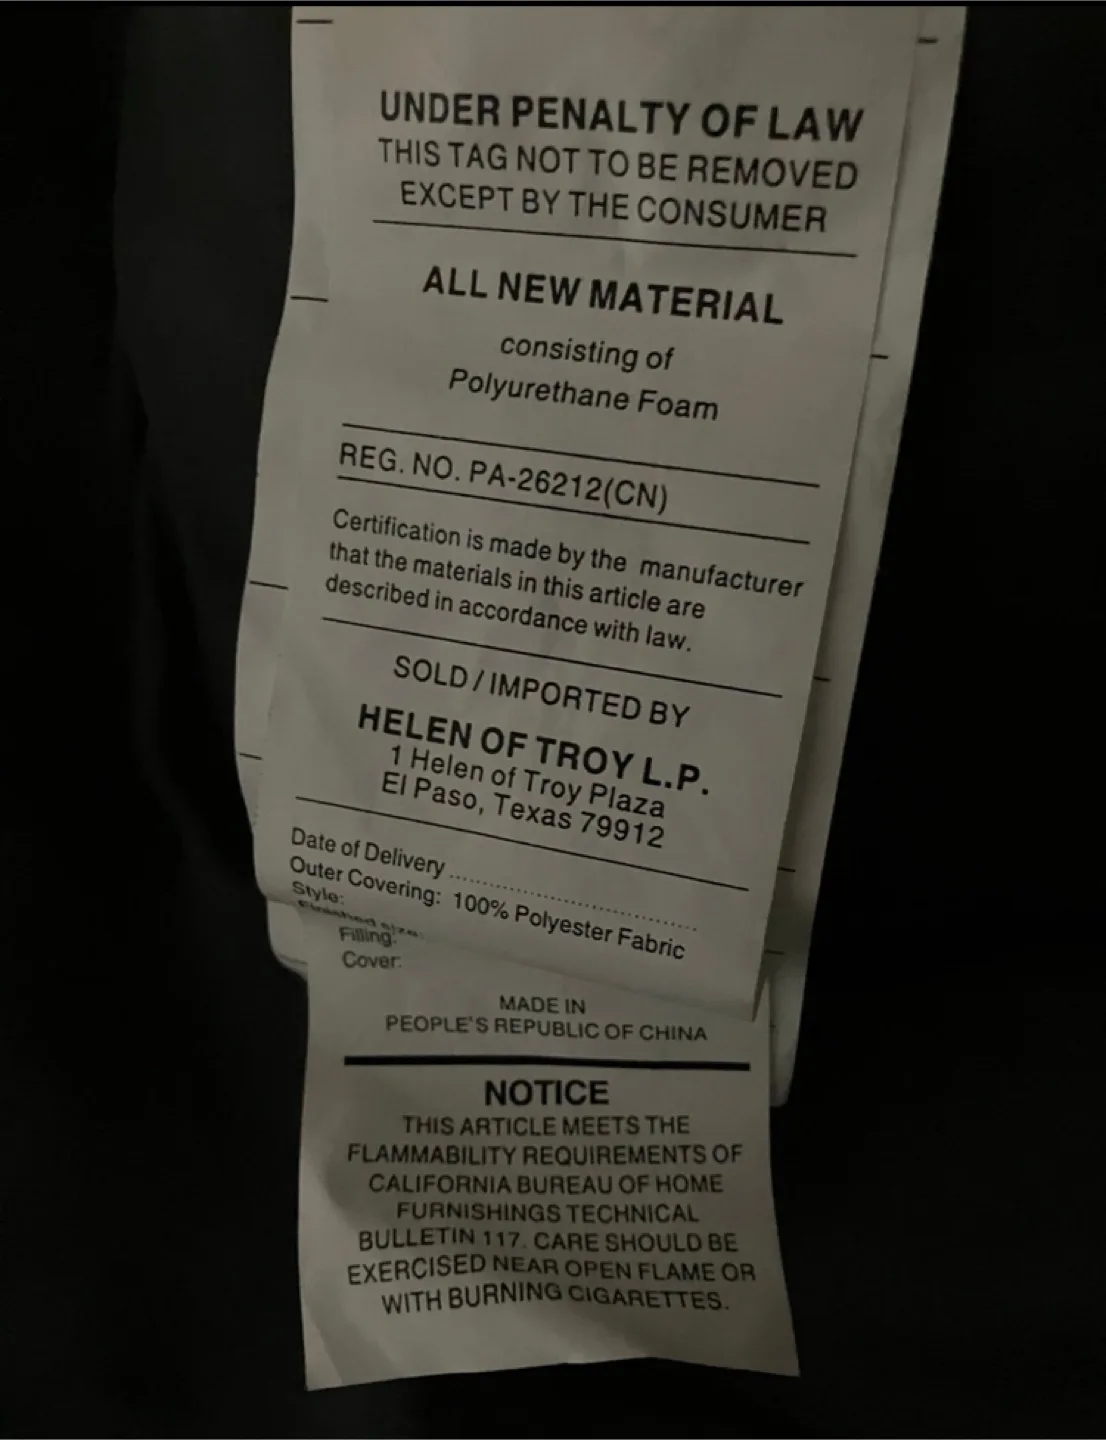 UNDER PENALTY OF LAW
THIS TAG NOT TO BE REMOVED
EXCEPT BY THE CONSUMER
ALL NEW MATERIAL
consisting of
Polyurethane Foam
REG. NO. PA-26212(CN)
Certification is made by the manufacturer
that the materials in this article are
described in accordance with law.
SOLD / IMPORTED BY
HELEN OF TROY L.P.
1 Helen of Troy Plaza
El Paso, Texas 79912
Date of Delivery ........................................
Outer Covering: 100% Polyester Fabric
Style:
Finished size:
Filling:
Cover:
MADE IN
PEOPLE'S REPUBLIC OF CHINA
NOTICE
THIS ARTICLE MEETS THE
FLAMMABILITY REQUIREMENTS OF
CALIFORNIA BUREAU OF HOME
FURNISHINGS TECHNICAL
BULLETIN 117. CARE SHOULD BE
EXERCISED NEAR OPEN FLAME OR
WITH BURNING CIGARETTES.